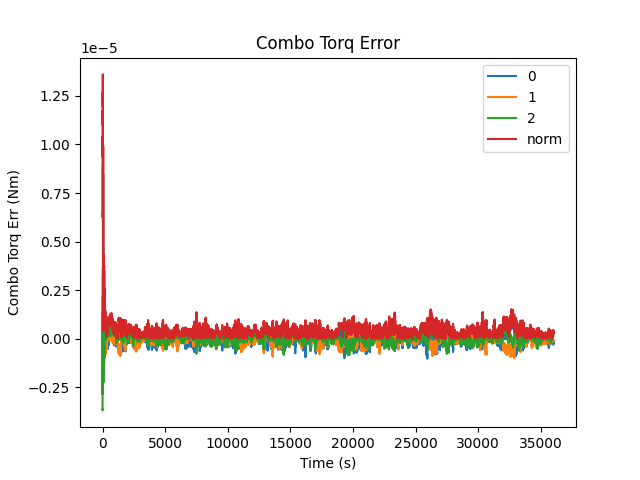 Combo Torq Error
1e−5
Combo Torq Err (Nm)
1.25
1.00
0.75
0.50
0.25
0.00
−0.25
0
1
2
norm
0 5000 10000 15000 20000 25000 30000 35000
Time (s)